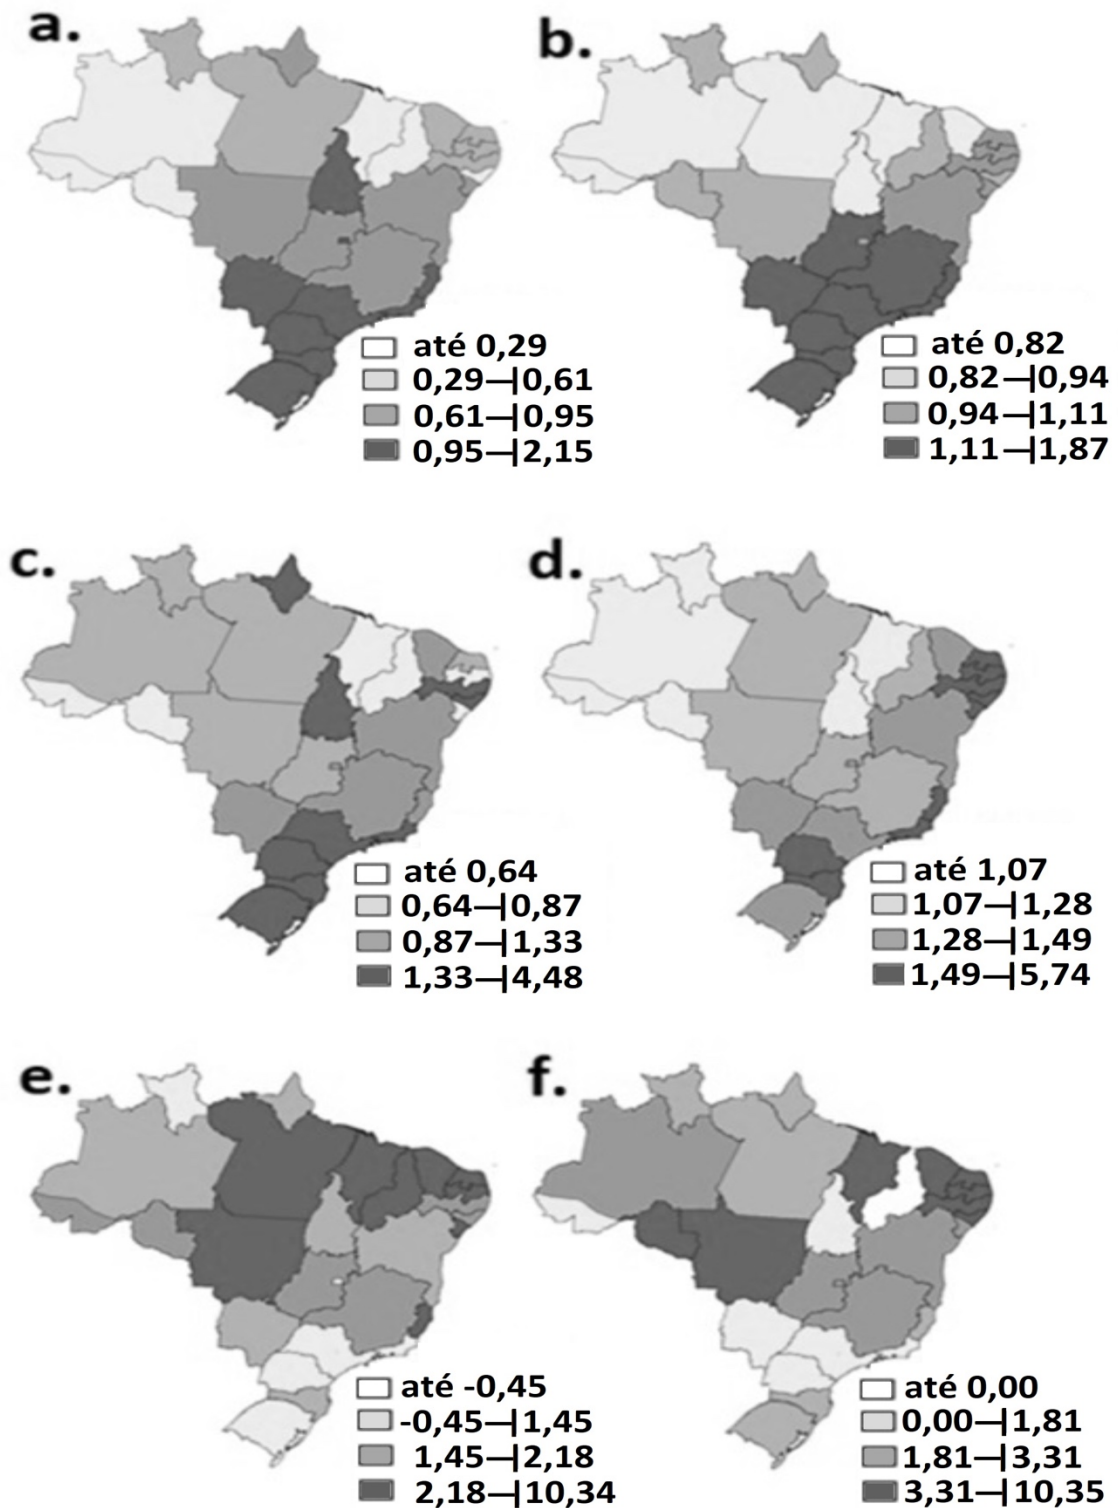 a.
até 0,29
0,29⊣0,61
0,61⊣0,95
0,95⊣2,15
b.
até 0,82
0,82⊣0,94
0,94⊣1,11
1,11⊣1,87
c.
até 0,64
0,64⊣0,87
0,87⊣1,33
1,33⊣4,48
d.
até 1,07
1,07⊣1,28
1,28⊣1,49
1,49⊣5,74
e.
até -0,45
-0,45⊣1,45
1,45⊣2,18
2,18⊣10,34
f.
até 0,00
0,00⊣1,81
1,81⊣3,31
3,31⊣10,35